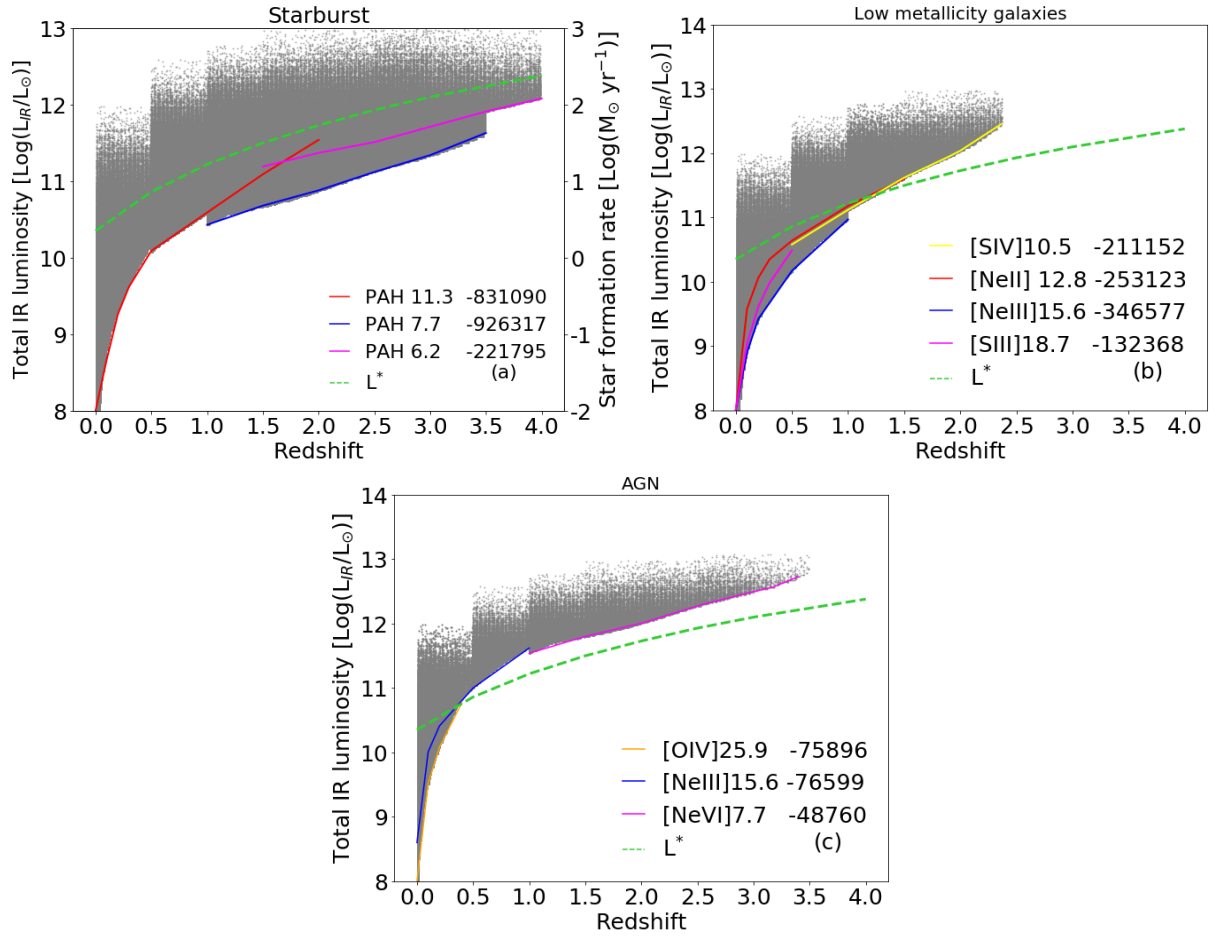 Starburst
Total IR luminosity [Log(L_IR/L_⊙)]
13
12
11
10
9
8
3
2
1
0
-1
-2
Star formation rate [Log(M_⊙ yr⁻¹)]
PAH 11.3 -831090
PAH 7.7 -926317
PAH 6.2 -221795
L*
(a)
0.0 0.5 1.0 1.5 2.0 2.5 3.0 3.5 4.0
Redshift
Low metallicity galaxies
Total IR luminosity [Log(L_IR/L_⊙)]
14
13
12
11
10
9
8
[SIV]10.5 -211152
[NeII] 12.8 -253123
[NeIII]15.6 -346577
[SIII]18.7 -132368
L*
(b)
0.0 0.5 1.0 1.5 2.0 2.5 3.0 3.5 4.0
Redshift
AGN
Total IR luminosity [Log(L_IR/L_⊙)]
14
13
12
11
10
9
8
[OIV]25.9 -75896
[NeIII]15.6 -76599
[NeVI]7.7 -48760
L*
(c)
0.0 0.5 1.0 1.5 2.0 2.5 3.0 3.5 4.0
Redshift